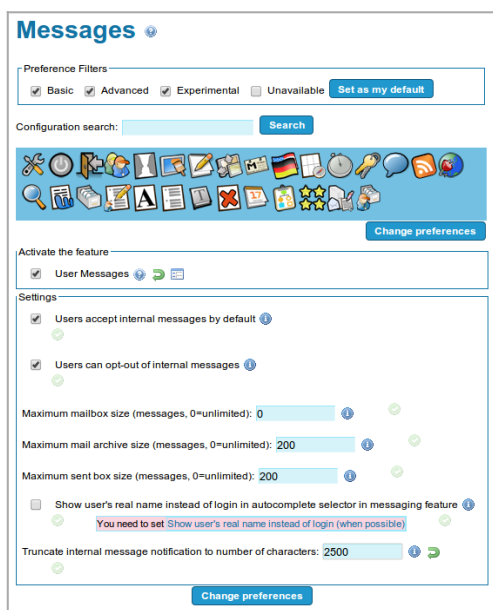 Messages
Preference Filters
Basic Advanced Experimental Unavailable Set as my default
Configuration search: Search
Change preferences
Activate the feature
User Messages
Settings
Users accept internal messages by default
Users can opt-out of internal messages
Maximum mailbox size (messages, 0=unlimited): 0
Maximum mail archive size (messages, 0=unlimited): 200
Maximum sent box size (messages, 0=unlimited): 200
Show user's real name instead of login in autocomplete selector in messaging feature
You need to set Show user's real name instead of login (when possible)
Truncate internal message notification to number of characters: 2500
Change preferences